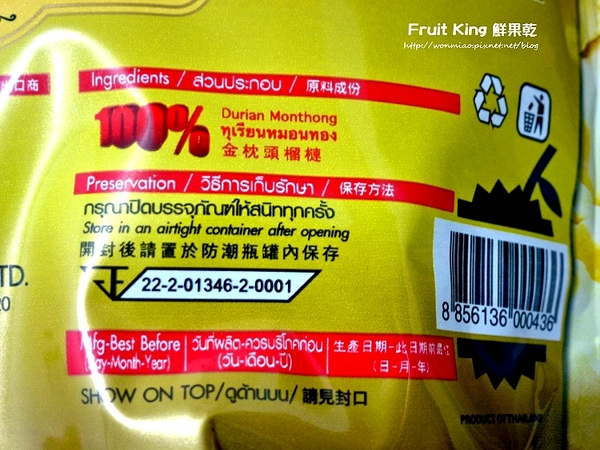 Fruit King 鮮果乾
http://wonmiao.pixnet.net/blog
口商
Ingredients / ส่วนประกอบ / 原料成份
100%
Durian Monthong
ทุเรียนหมอนทอง
金枕頭榴槤
Preservation / วิธีการเก็บรักษา / 保存方法
กรุณาปิดบรรจุภัณฑ์ให้สนิททุกครั้ง
Store in an airtight container after opening
開封後請置於防潮瓶罐內保存
TD.
20
22-2-01346-2-0001
8 856136 000436
Mfg-Best Before
(Day-Month-Year)
วันที่ผลิต-ควรบริโภคก่อน
(วัน-เดือน-ปี)
生產日期-此日期前最佳
(日-月-年)
SHOW ON TOP/ดูด้านบน/請見封口
PRODUCT OF THAILAND